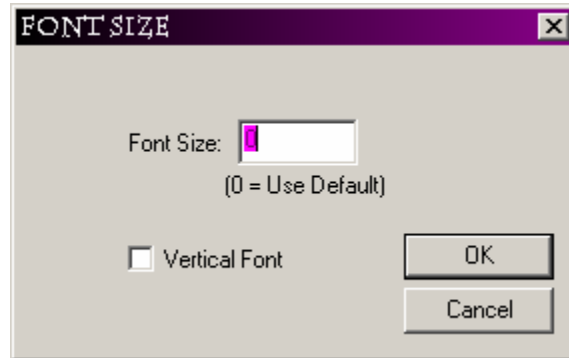 FONT SIZE
Font Size: 0
(0 = Use Default)
Vertical Font
OK
Cancel